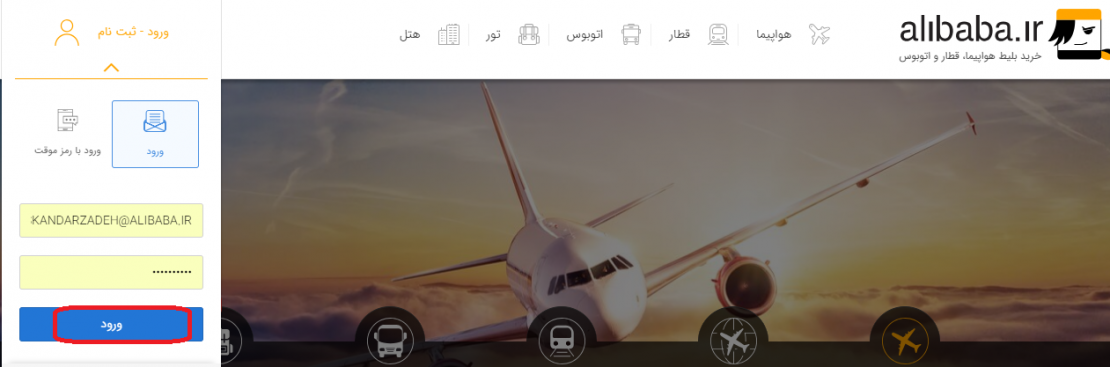 alibaba.ir
خرید بلیط هواپیما، قطار و اتوبوس
هواپیما
قطار
اتوبوس
تور
هتل
ورود - ثبت نام
ورود
ورود با رمز موقت
KANDARZADEH@ALIBABA.IR
ورود